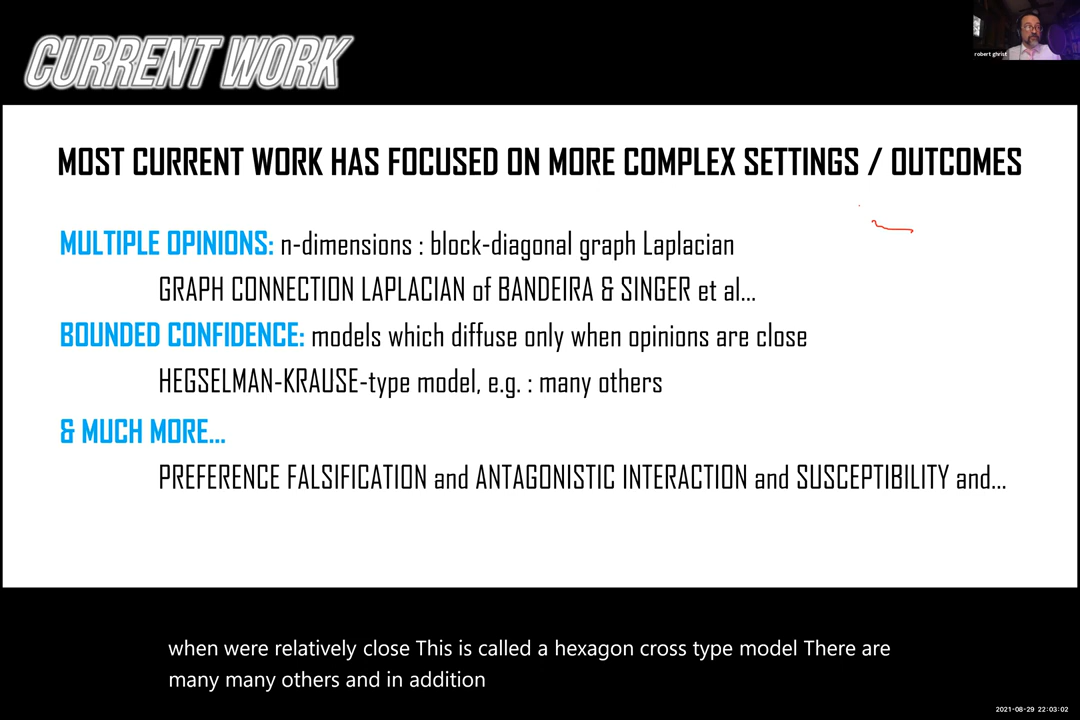 CURRENT WORK
robert ghrist
MOST CURRENT WORK HAS FOCUSED ON MORE COMPLEX SETTINGS / OUTCOMES
MULTIPLE OPINIONS: n-dimensions : block-diagonal graph Laplacian
GRAPH CONNECTION LAPLACIAN of BANDEIRA & SINGER et al...
BOUNDED CONFIDENCE: models which diffuse only when opinions are close
HEGSELMAN-KRAUSE-type model, e.g. : many others
& MUCH MORE...
PREFERENCE FALSIFICATION and ANTAGONISTIC INTERACTION and SUSCEPTIBILITY and...
when were relatively close This is called a hexagon cross type model There are
many many others and in addition
2021-08-29 22:03:02